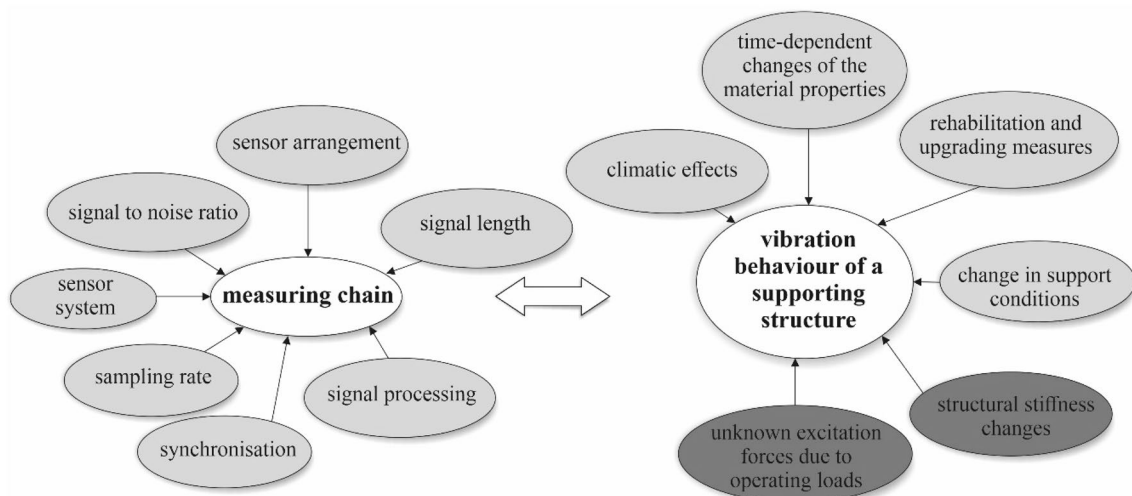 time-dependent
changes of the
material properties
sensor arrangement
rehabilitation and
upgrading measures
climatic effects
signal to noise ratio
signal length
vibration
behaviour of a
supporting
structure
sensor
system
measuring chain
change in support
conditions
sampling rate
signal processing
structural stiffness
changes
synchronisation
unknown excitation
forces due to
operating loads